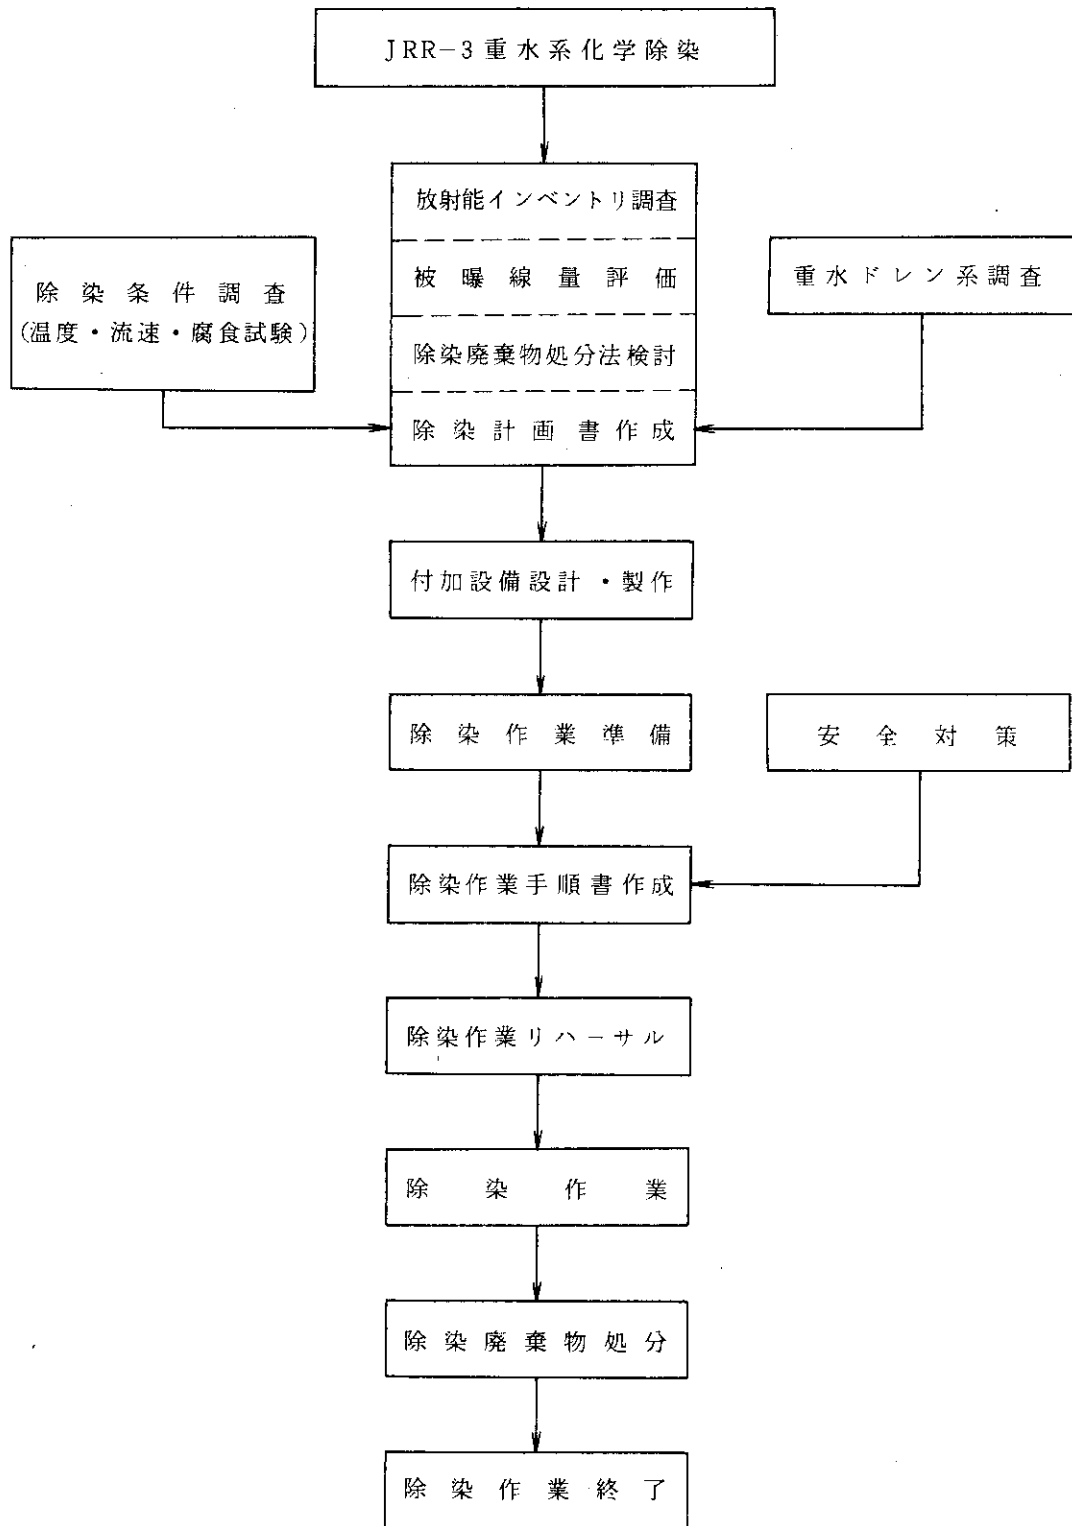 JRR-3重水系化学除染
放射能インベントリ調査
被曝線量評価
除染廃棄物処分法検討
除染計画書作成
除染条件調査
(温度・流速・腐食試験)
重水ドレン系調査
付加設備設計・製作
除染作業準備
安全対策
除染作業手順書作成
除染作業リハーサル
除染作業
除染廃棄物処分
除染作業終了